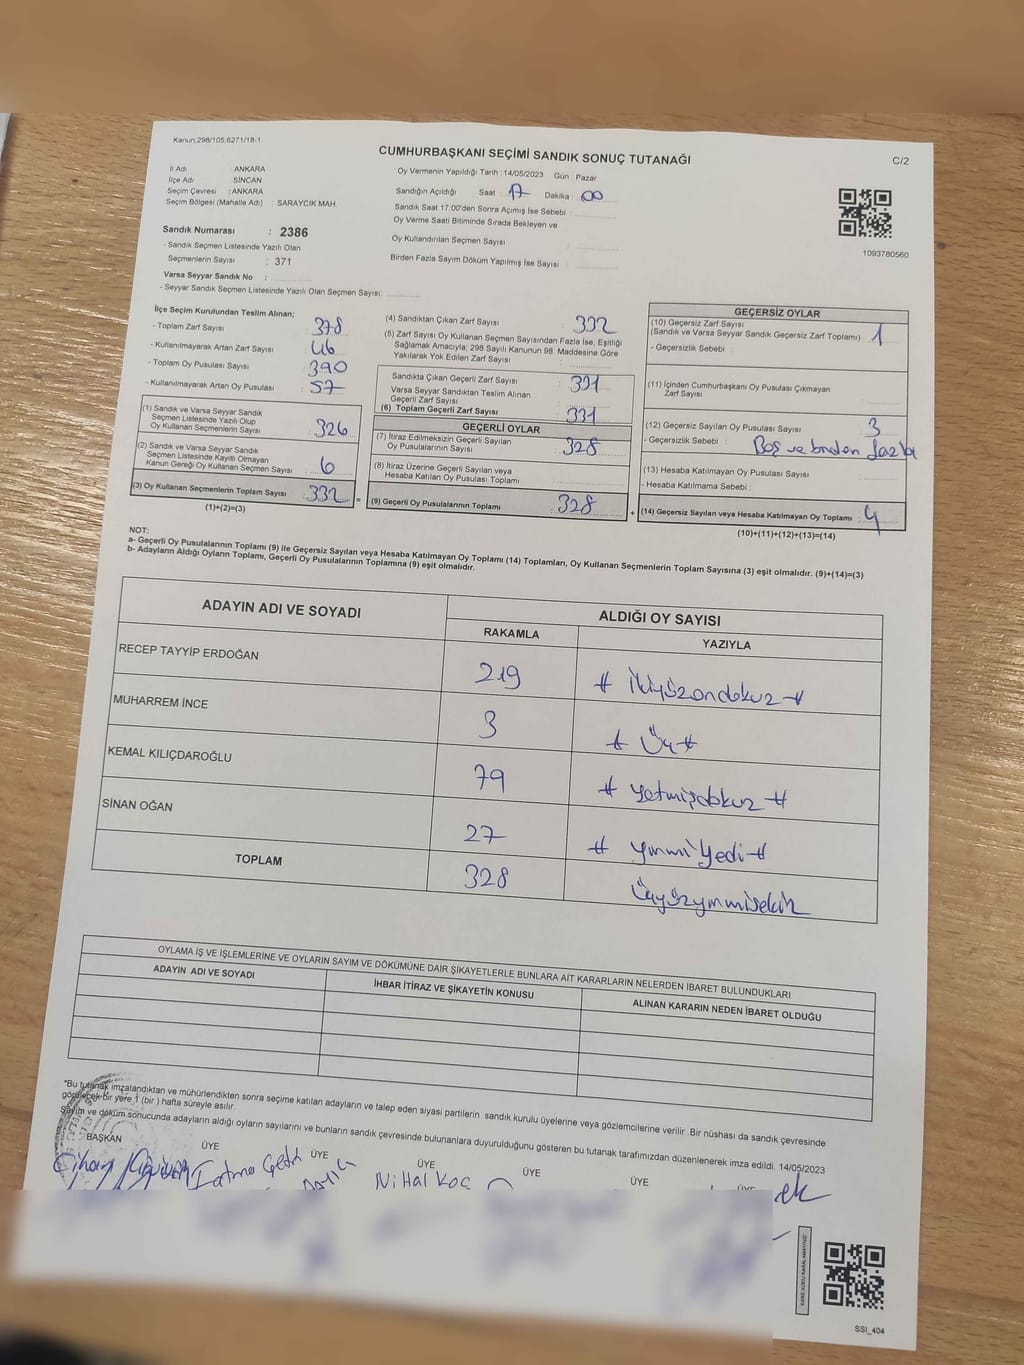 Kanun:298/105,6271/18-1
CUMHURBAŞKANI SEÇİMİ SANDIK SONUÇ TUTANAĞI
C/2
İl Adı : ANKARA
İlçe Adı : SİNCAN
Seçim Çevresi : ANKARA
Seçim Bölgesi (Mahalle Adı) : SARAYCIK MAH.
Oy Vermenin Yapıldığı Tarih : 14/05/2023 Gün : Pazar
Sandığın Açıldığı Saat : 17 Dakika : 00
Sandık Saat 17:00'den Sonra Açımış İse Sebebi :
Oy Verme Saati Bitiminde Sırada Bekleyen ve
Oy Kullandırılan Seçmen Sayısı :
Birden Fazla Sayım Döküm Yapılmış İse Sayısı :
1093780560
Sandık Numarası : 2386
- Sandık Seçmen Listesinde Yazılı Olan
Seçmenlerin Sayısı : 371
Varsa Seyyar Sandık No :
- Seyyar Sandık Seçmen Listesinde Yazılı Olan Seçmen Sayısı:
İlçe Seçim Kurulundan Teslim Alınan;
- Toplam Zarf Sayısı : 378
- Kullanılmayarak Artan Zarf Sayısı : 46
- Toplam Oy Pusulası Sayısı : 390
- Kullanılmayarak Artan Oy Pusulası : 57
(1) Sandık ve Varsa Seyyar Sandık
Seçmen Listesinde Yazılı Olup
Oy Kullanan Seçmenlerin Sayısı : 326
(2) Sandık ve Varsa Seyyar Sandık
Seçmen Listesinde Kayıtlı Olmayan
Kanun Gereği Oy Kullanan Seçmen Sayısı : 6
(3) Oy Kullanan Seçmenlerin Toplam Sayısı : 332 =
(1)+(2)=(3)
(4) Sandıktan Çıkan Zarf Sayısı : 332
(5) Zarf Sayısı Oy Kullanan Seçmen Sayısından Fazla İse, Eşitliği
Sağlamak Amacıyla; 298 Sayılı Kanunun 98. Maddesine Göre
Yakılarak Yok Edilen Zarf Sayısı :
Sandıkta Çıkan Geçerli Zarf Sayısı : 331
Varsa Seyyar Sandıktan Teslim Alınan
Geçerli Zarf Sayısı
(6) Toplam Geçerli Zarf Sayısı : 331
GEÇERLİ OYLAR
(7) İtiraz Edilmeksizin Geçerli Sayılan
Oy Pusulalarının Sayısı : 328
(8) İtiraz Üzerine Geçerli Sayılan veya
Hesaba Katılan Oy Pusulası Toplamı :
(9) Geçerli Oy Pusulalarının Toplamı : 328 +
GEÇERSİZ OYLAR
(10) Geçersiz Zarf Sayısı
(Sandık ve Varsa Seyyar Sandık Geçersiz Zarf Toplamı) : 1
- Geçersizlik Sebebi :
(11) İçinden Cumhurbaşkanı Oy Pusulası Çıkmayan
Zarf Sayısı :
(12) Geçersiz Sayılan Oy Pusulası Sayısı : 3
- Geçersizlik Sebebi : Boş ve birden fazla
(13) Hesaba Katılmayan Oy Pusulası Sayısı :
- Hesaba Katılmama Sebebi :
(14) Geçersiz Sayılan veya Hesaba Katılmayan Oy Toplamı : 4
(10)+(11)+(12)+(13)=(14)
NOT:
a- Geçerli Oy Pusulalarının Toplamı (9) ile Geçersiz Sayılan veya Hesaba Katılmayan Oy Toplamı (14) Toplamları, Oy Kullanan Seçmenlerin Toplam Sayısına (3) eşit olmalıdır. (9)+(14)=(3)
b- Adayların Aldığı Oyların Toplamı, Geçerli Oy Pusulalarının Toplamına (9) eşit olmalıdır.
ADAYIN ADI VE SOYADI
ALDIĞI OY SAYISI
RAKAMLA YAZIYLA
RECEP TAYYİP ERDOĞAN 219 # ikiyüzondokuz #
MUHARREM İNCE 3 # Üç #
KEMAL KILIÇDAROĞLU 79 # yetmişdokuz #
SİNAN OĞAN 27 # yirmiyedi #
TOPLAM 328 Üçyüzyirmisekiz
OYLAMA İŞ VE İŞLEMLERİNE VE OYLARIN SAYIM VE DÖKÜMÜNE DAİR ŞİKAYETLERLE BUNLARA AİT KARARLARIN NELERDEN İBARET BULUNDUKLARI
ADAYIN ADI VE SOYADI İHBAR İTİRAZ VE ŞİKAYETİN KONUSU ALINAN KARARIN NEDEN İBARET OLDUĞU
*Bu tutanak imzalandıktan ve mühürlendikten sonra seçime katılan adayların ve talep eden siyasi partilerin sandık kurulu üyelerine veya gözlemcilerine verilir .Bir nüshası da sandık çevresinde
görülecek bir yere 1 (bir ) hafta süreyle asılır.
Sayım ve döküm sonucunda adayların aldığı oyların sayılarını ve bunların sandık çevresinde bulunanlara duyurulduğunu gösteren bu tutanak tarafımızdan düzenlenerek imza edildi. 14/05/2023
BAŞKAN ÜYE ÜYE ÜYE ÜYE ÜYE ÜYE
Fatma Nihal Koç
KARE KODU KARALAMAYINIZ!
SSİ_404